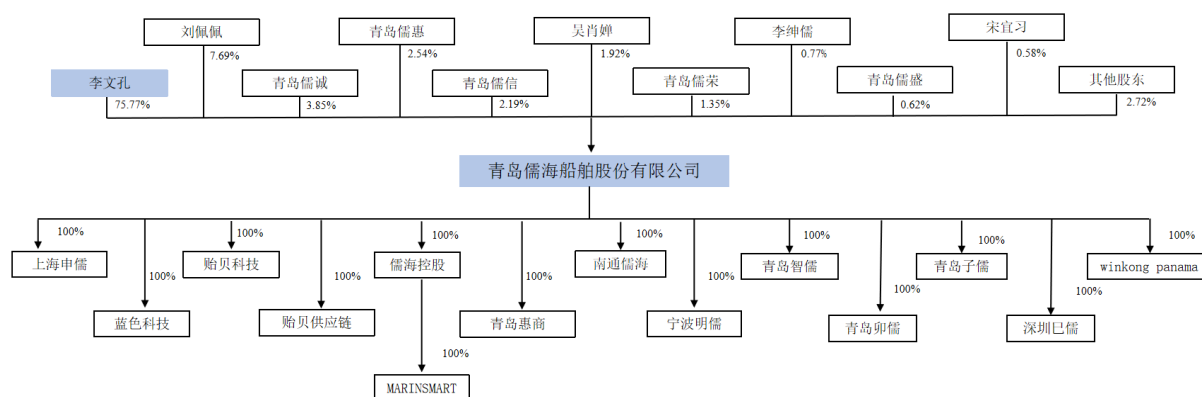 刘佩佩
青岛儒惠
吴肖婵
李绅儒
宋宜习
7.69%
2.54%
1.92%
0.77%
0.58%
李文孔
青岛儒诚
青岛儒信
青岛儒荣
青岛儒盛
其他股东
75.77%
3.85%
2.19%
1.35%
0.62%
2.72%
青岛儒海船舶股份有限公司
100%
100%
100%
100%
100%
100%
100%
上海申儒
贻贝科技
儒海控股
南通儒海
青岛智儒
青岛子儒
winkong panama
100%
100%
100%
100%
100%
100%
蓝色科技
贻贝供应链
青岛惠商
宁波明儒
青岛卯儒
深圳巳儒
100%
MARINSMART